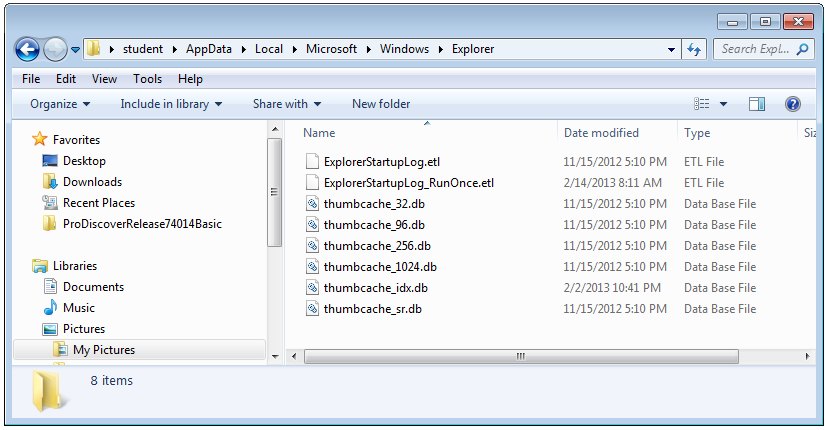 student ▸ AppData ▸ Local ▸ Microsoft ▸ Windows ▸ Explorer
Search Expl...
File Edit View Tools Help
Organize Include in library Share with New folder
Favorites
Desktop
Downloads
Recent Places
ProDiscoverRelease74014Basic
Libraries
Documents
Music
Pictures
My Pictures
Name Date modified Type Siz
ExplorerStartupLog.etl 11/15/2012 5:10 PM ETL File
ExplorerStartupLog_RunOnce.etl 2/14/2013 8:11 AM ETL File
thumbcache_32.db 11/15/2012 5:10 PM Data Base File
thumbcache_96.db 11/15/2012 5:10 PM Data Base File
thumbcache_256.db 11/15/2012 5:10 PM Data Base File
thumbcache_1024.db 11/15/2012 5:10 PM Data Base File
thumbcache_idx.db 2/2/2013 10:41 PM Data Base File
thumbcache_sr.db 11/15/2012 5:10 PM Data Base File
8 items